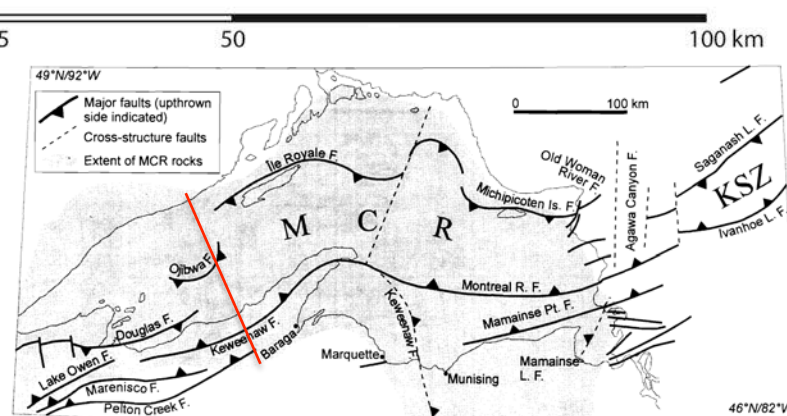 5
50
100 km
49°N/92°W
Major faults (upthrown
side indicated)
Cross-structure faults
Extent of MCR rocks
0
100 km
Île Royale F.
Old Woman
River F.
Agawa Canyon F.
Saganash L. F.
KSZ
Ivanhoe L. F.
Michipicoten Is. F.
M C R
Ojibwa F.
Montreal R. F.
Mamainse Pt. F.
Keweenaw F.
Douglas F.
Keweenaw F.
Baraga
Lake Owen F.
Marquette
Munising
Mamainse
L. F.
Marenisco F.
Pelton Creek F.
46°N/82°W